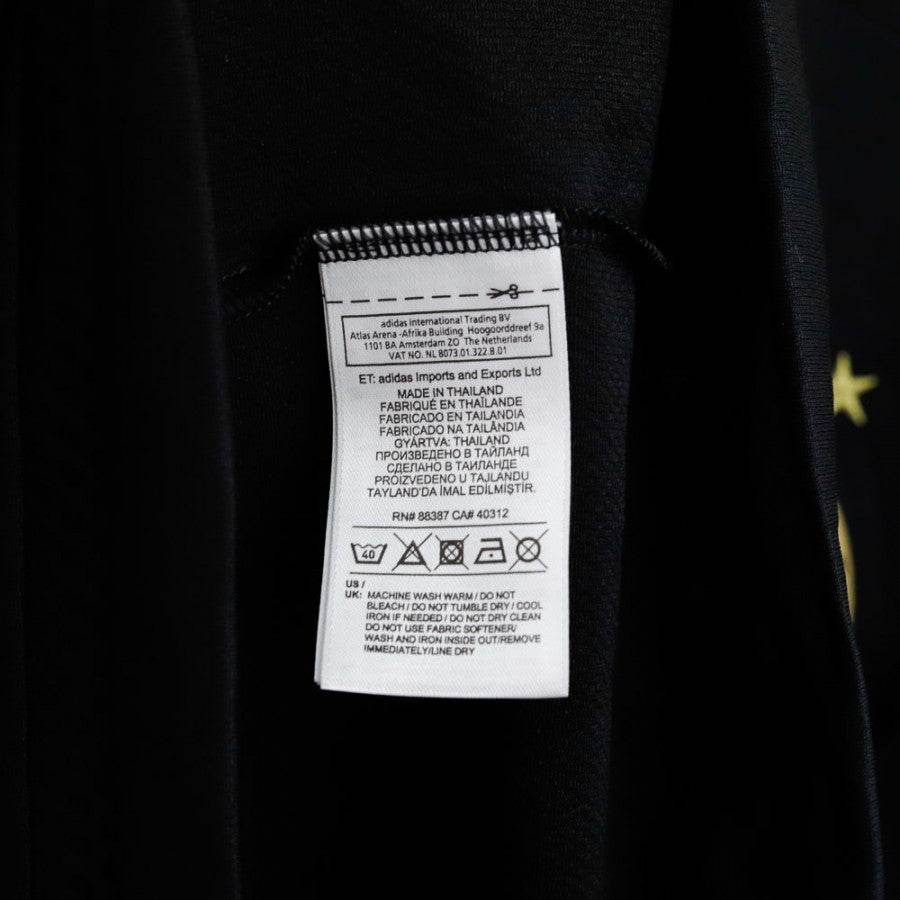 adidas International Trading BV
Atlas Arena -Afrika Building Hoogoorddreef 9a
1101 BA Amsterdam ZO The Netherlands
VAT NO. NL 8073.01.322.B.01
ET: adidas Imports and Exports Ltd
MADE IN THAILAND
FABRIQUÉ EN THAÏLANDE
FABRICADO EN TAILANDIA
FABRICADO NA TAILÂNDIA
GYÁRTVA: THAILAND
ПРОИЗВЕДЕНО В ТАЙЛАНД
СДЕЛАНО В ТАИЛАНДЕ
PROIZVEDENO U TAJLANDU
TAYLAND'DA İMAL EDİLMİŞTİR.
RN# 88387 CA# 40312
40
US /
UK: MACHINE WASH WARM / DO NOT
BLEACH / DO NOT TUMBLE DRY / COOL
IRON IF NEEDED / DO NOT DRY CLEAN
DO NOT USE FABRIC SOFTENER/
WASH AND IRON INSIDE OUT/REMOVE
IMMEDIATELY/LINE DRY